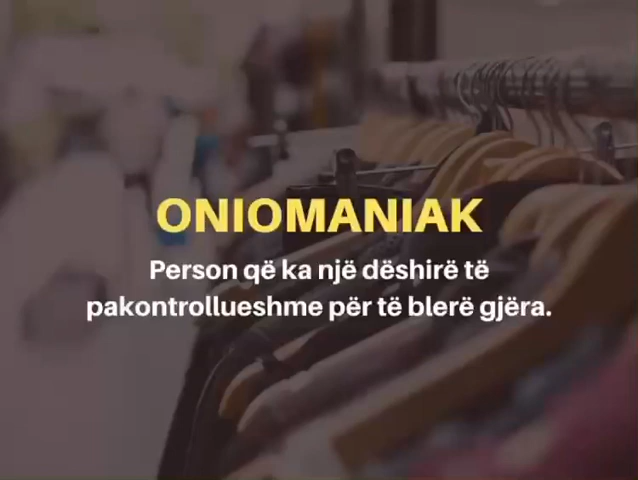 ONIOMANIAK
Person që ka një dëshirë të
pakontrollueshme për të blerë gjëra.